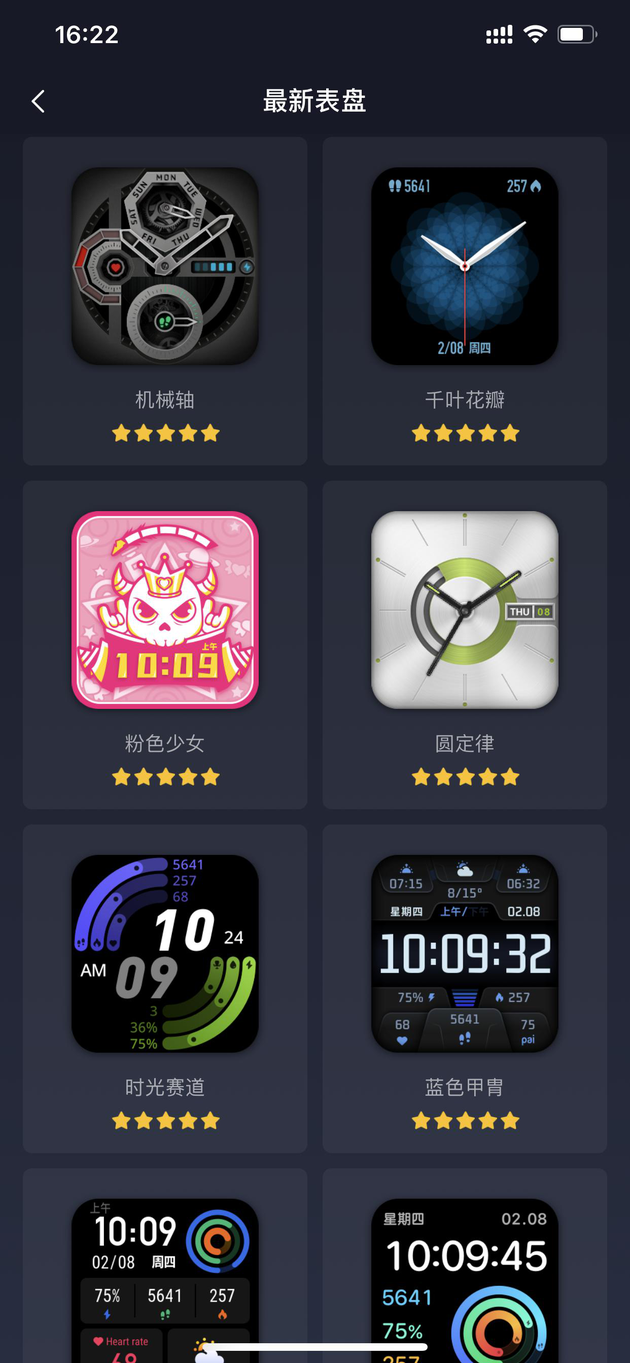 16:22
最新表盘
SAT SUN MON TUE WED
FRI THU
5641 257
2/08 周四
机械轴
千叶花瓣
上午
10:09
THU 08
粉色少女
圆定律
5641
257
68
10 24
AM 09
3
36%
75%
07:15 8/15° 06:32
星期四 上午/下午 02.08
10:09:32
75% 257
68 5641 75
pai
时光赛道
蓝色甲胄
上午
10:09
02/08 周四
75% 5641 257
Heart rate
星期四 02.08
10:09:45
5641
75%
257